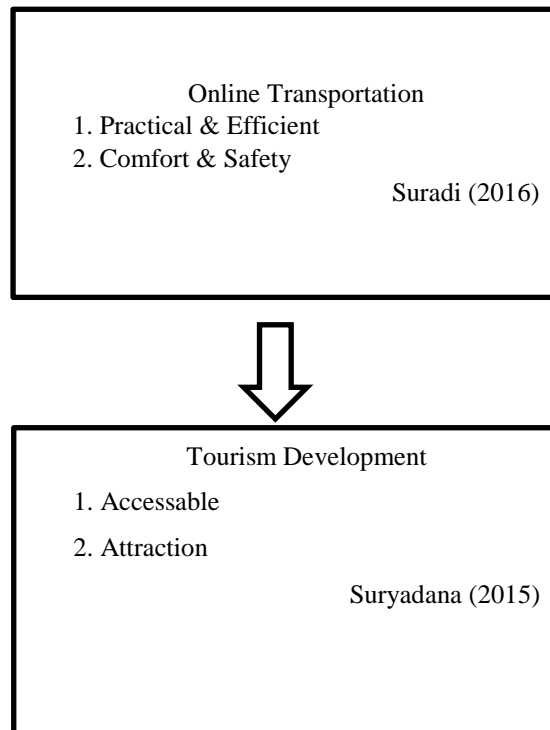 Online Transportation
1. Practical & Efficient
2. Comfort & Safety
Suradi (2016)
Tourism Development
1. Accessable
2. Attraction
Suryadana (2015)